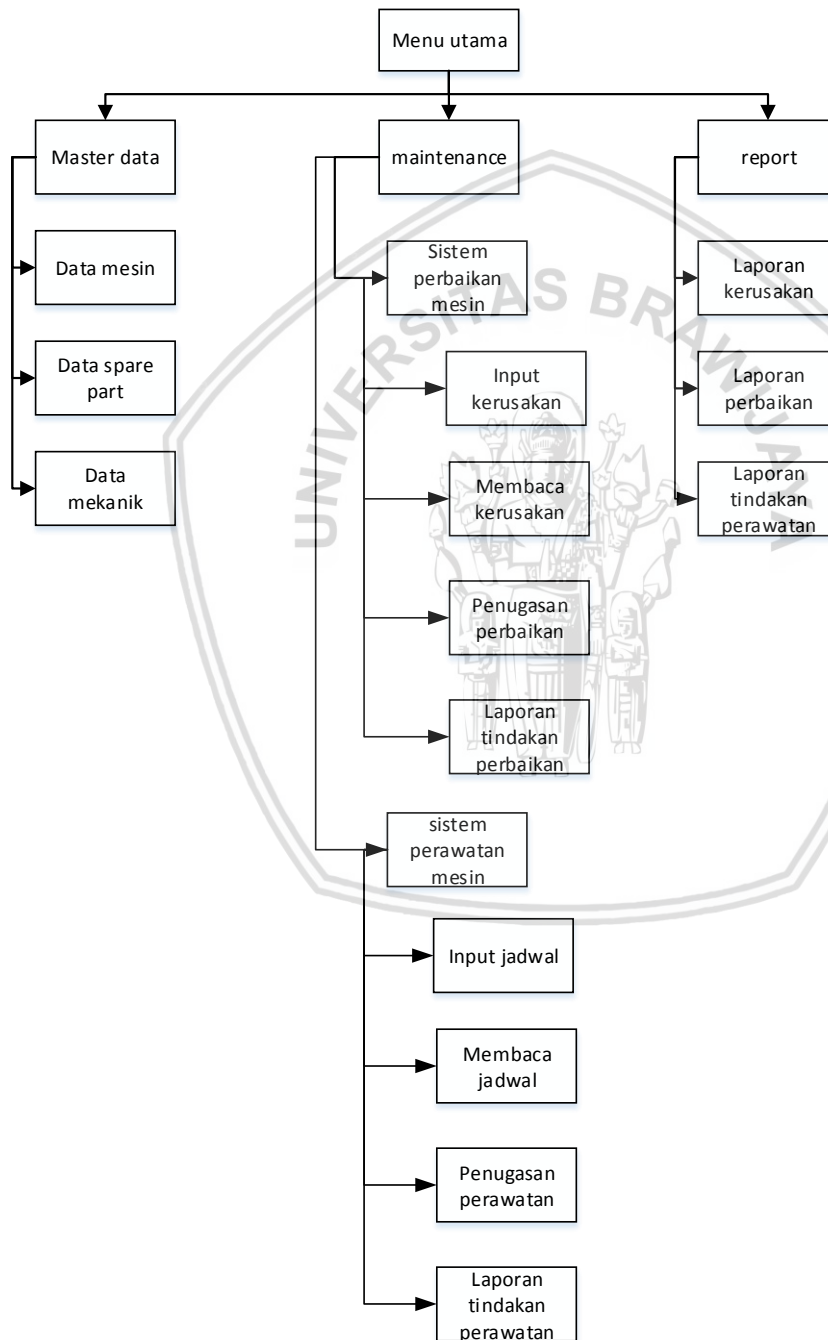 Menu utama
Master data
maintenance
report
Data mesin
Data spare
part
Data
mekanik
Sistem
perbaikan
mesin
Input
kerusakan
Membaca
kerusakan
Penugasan
perbaikan
Laporan
tindakan
perbaikan
sistem
perawatan
mesin
Input jadwal
Membaca
jadwal
Penugasan
perawatan
Laporan
tindakan
perawatan
Laporan
kerusakan
Laporan
perbaikan
Laporan
tindakan
perawatan
UNIVERSITAS BRAWIJAYA